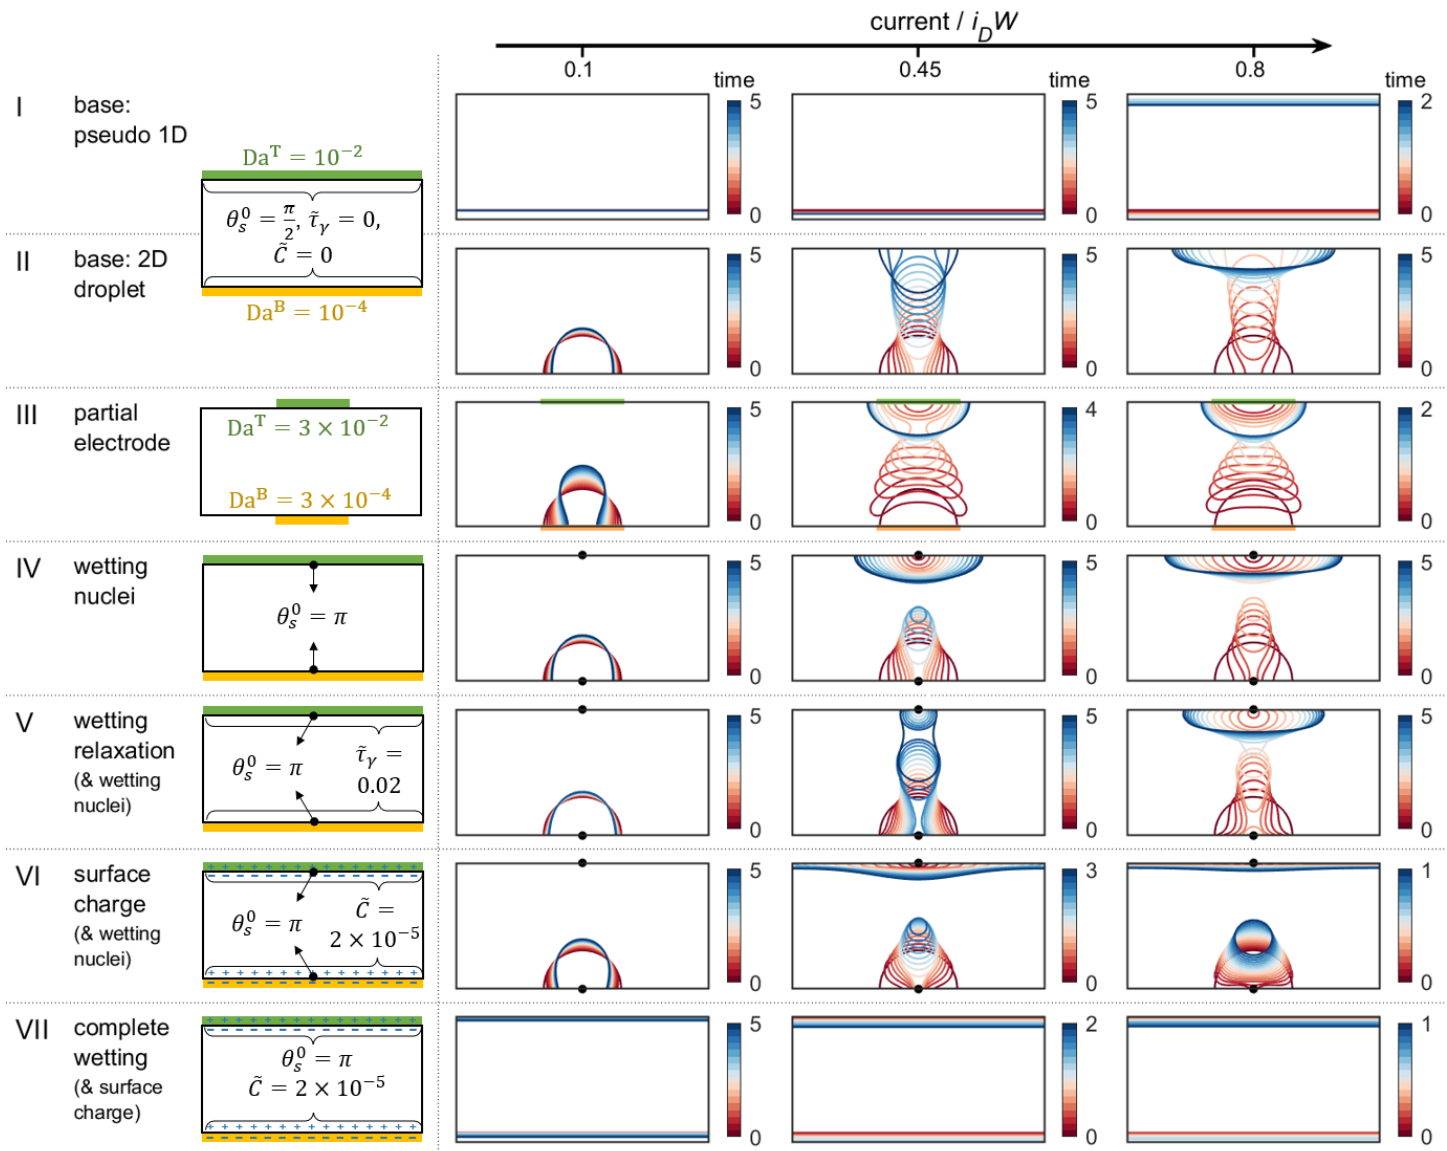 current / i_D W
0.1 0.45 0.8
time time time
I base: pseudo 1D
Da^T = 10^−2
θ_s^0 = π/2, τ̃_γ = 0,
C̃ = 0
Da^B = 10^−4
5 0 5 0 2 0
II base: 2D droplet
5 0 5 0 5 0
III partial electrode
Da^T = 3 × 10^−2
Da^B = 3 × 10^−4
5 0 4 0 2 0
IV wetting nuclei
θ_s^0 = π
5 0 5 0 5 0
V wetting relaxation (& wetting nuclei)
θ_s^0 = π
τ̃_γ = 0.02
5 0 5 0 5 0
VI surface charge (& wetting nuclei)
θ_s^0 = π
C̃ = 2 × 10^−5
5 0 3 0 1 0
VII complete wetting (& surface charge)
θ_s^0 = π
C̃ = 2 × 10^−5
5 0 2 0 1 0